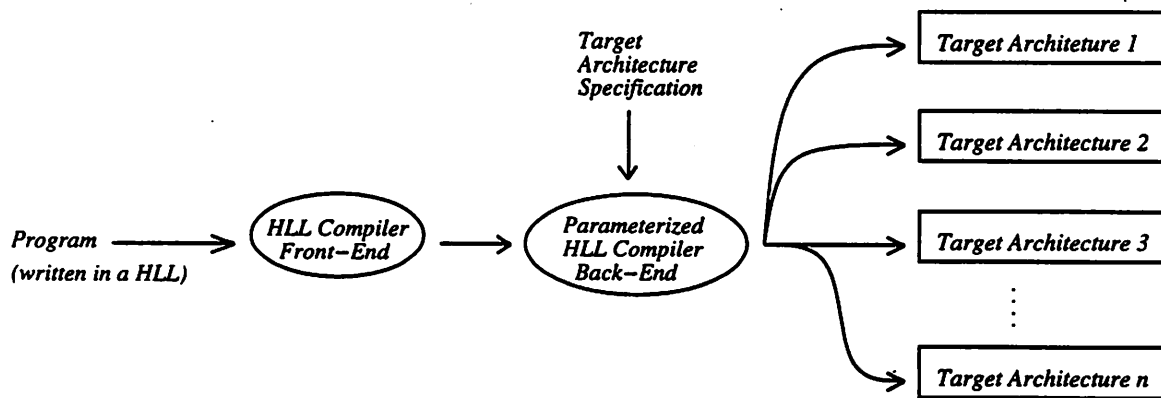 Target
Architecture
Specification
Program
(written in a HLL)
HLL Compiler
Front-End
Parameterized
HLL Compiler
Back-End
Target Architeture 1
Target Architecture 2
Target Architecture 3
Target Architecture n